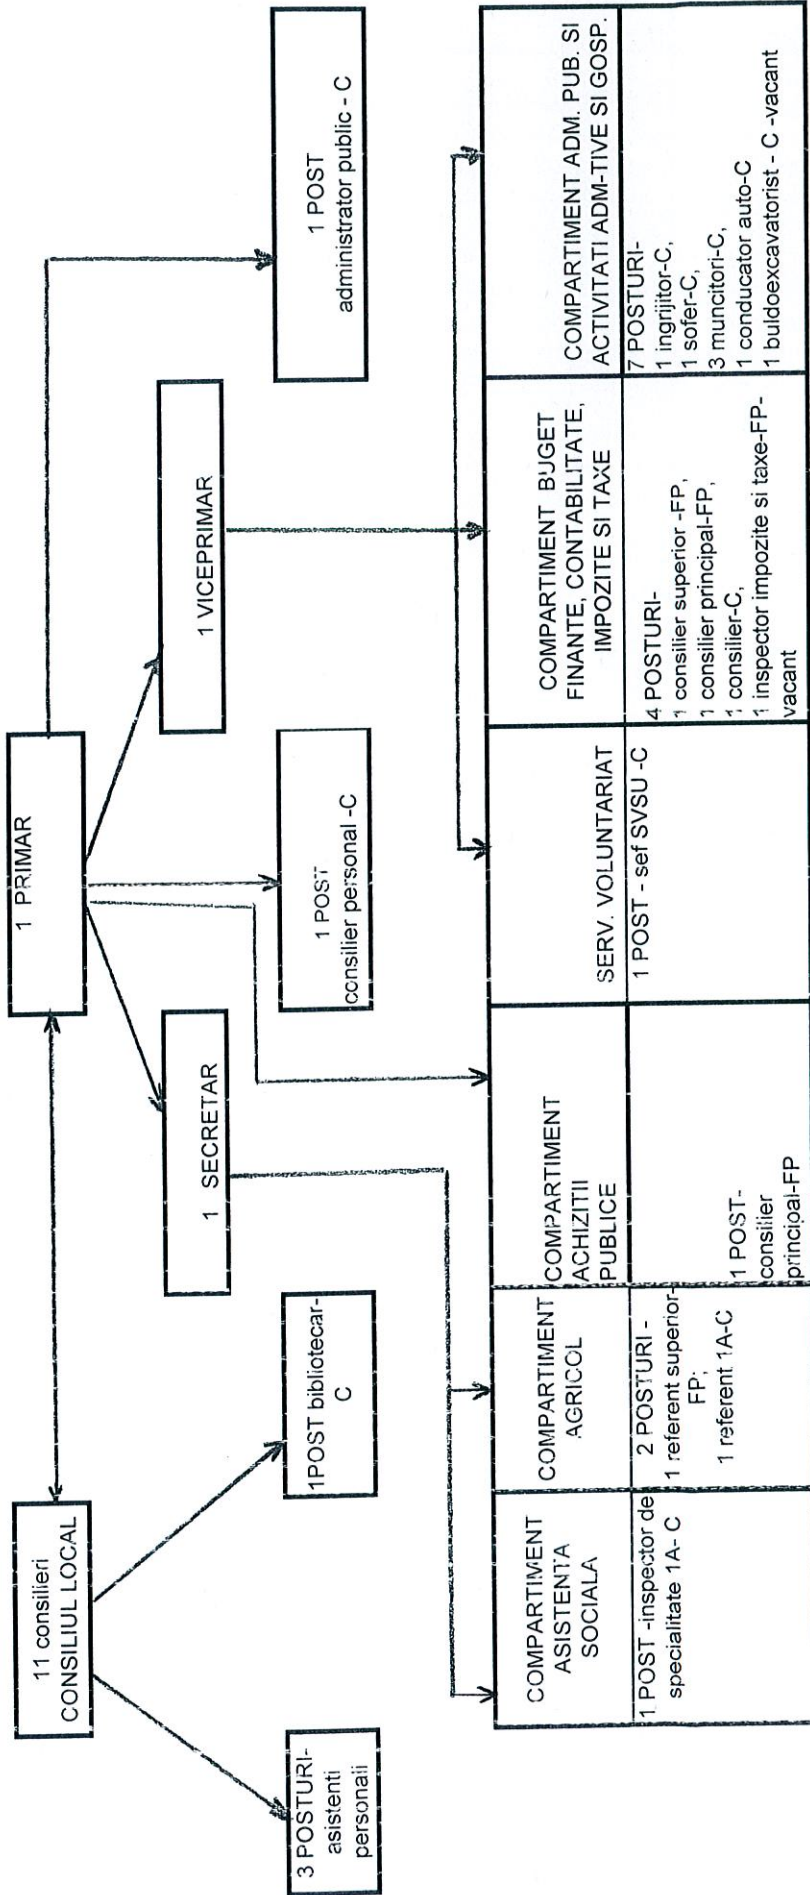 11 consilieri
CONSILIUL LOCAL
1 PRIMAR
3 POSTURI-
asistenti
personali
1POST bibliotecar-
C
1 SECRETAR
1 POST
consilier personal -C
1 VICEPRIMAR
1 POST
administrator public - C
COMPARTIMENT
ASISTENTA
SOCIALA
1 POST -inspector de
specialitate 1A- C
COMPARTIMENT
AGRICOL
2 POSTURI -
1 referent superior-
FP;
1 referent 1A-C
COMPARTIMENT
ACHIZITII
PUBLICE
1 POST-
consilier
principal-FP
SERV. VOLUNTARIAT
1 POST - sef SVSU -C
COMPARTIMENT BUGET
FINANTE, CONTABILITATE,
IMPOZITE SI TAXE
4 POSTURI-
1 consilier superior -FP,
1 consilier principal-FP,
1 consilier-C,
1 inspector impozite si taxe-FP-
vacant
COMPARTIMENT ADM. PUB. SI
ACTIVITATI ADM-TIVE SI GOSP.
7 POSTURI-
1 ingrijitor-C,
1 sofer-C,
3 muncitori-C,
1 conducator auto-C
1 buldoexcavatorist - C -vacant